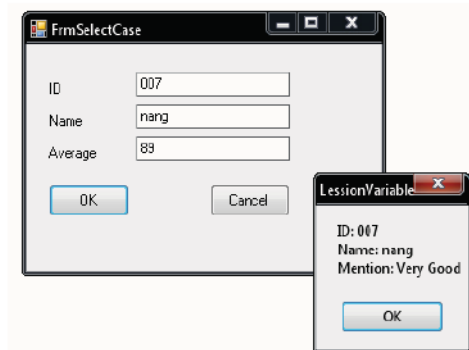 FrmSelectCase
ID 007
Name nang
Average 89
OK Cancel
LessionVariable
ID: 007
Name: nang
Mention: Very Good
OK